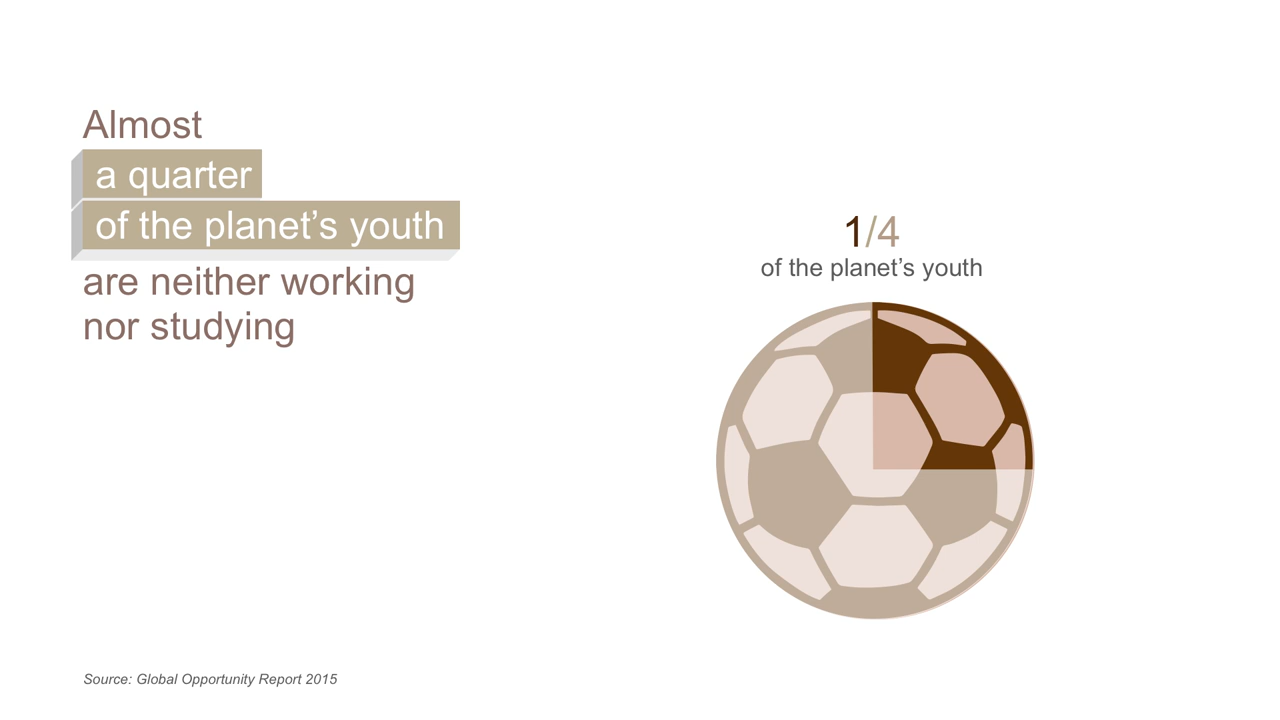 Almost
a quarter
of the planet’s youth
are neither working
nor studying
1/4
of the planet’s youth
Source: Global Opportunity Report 2015